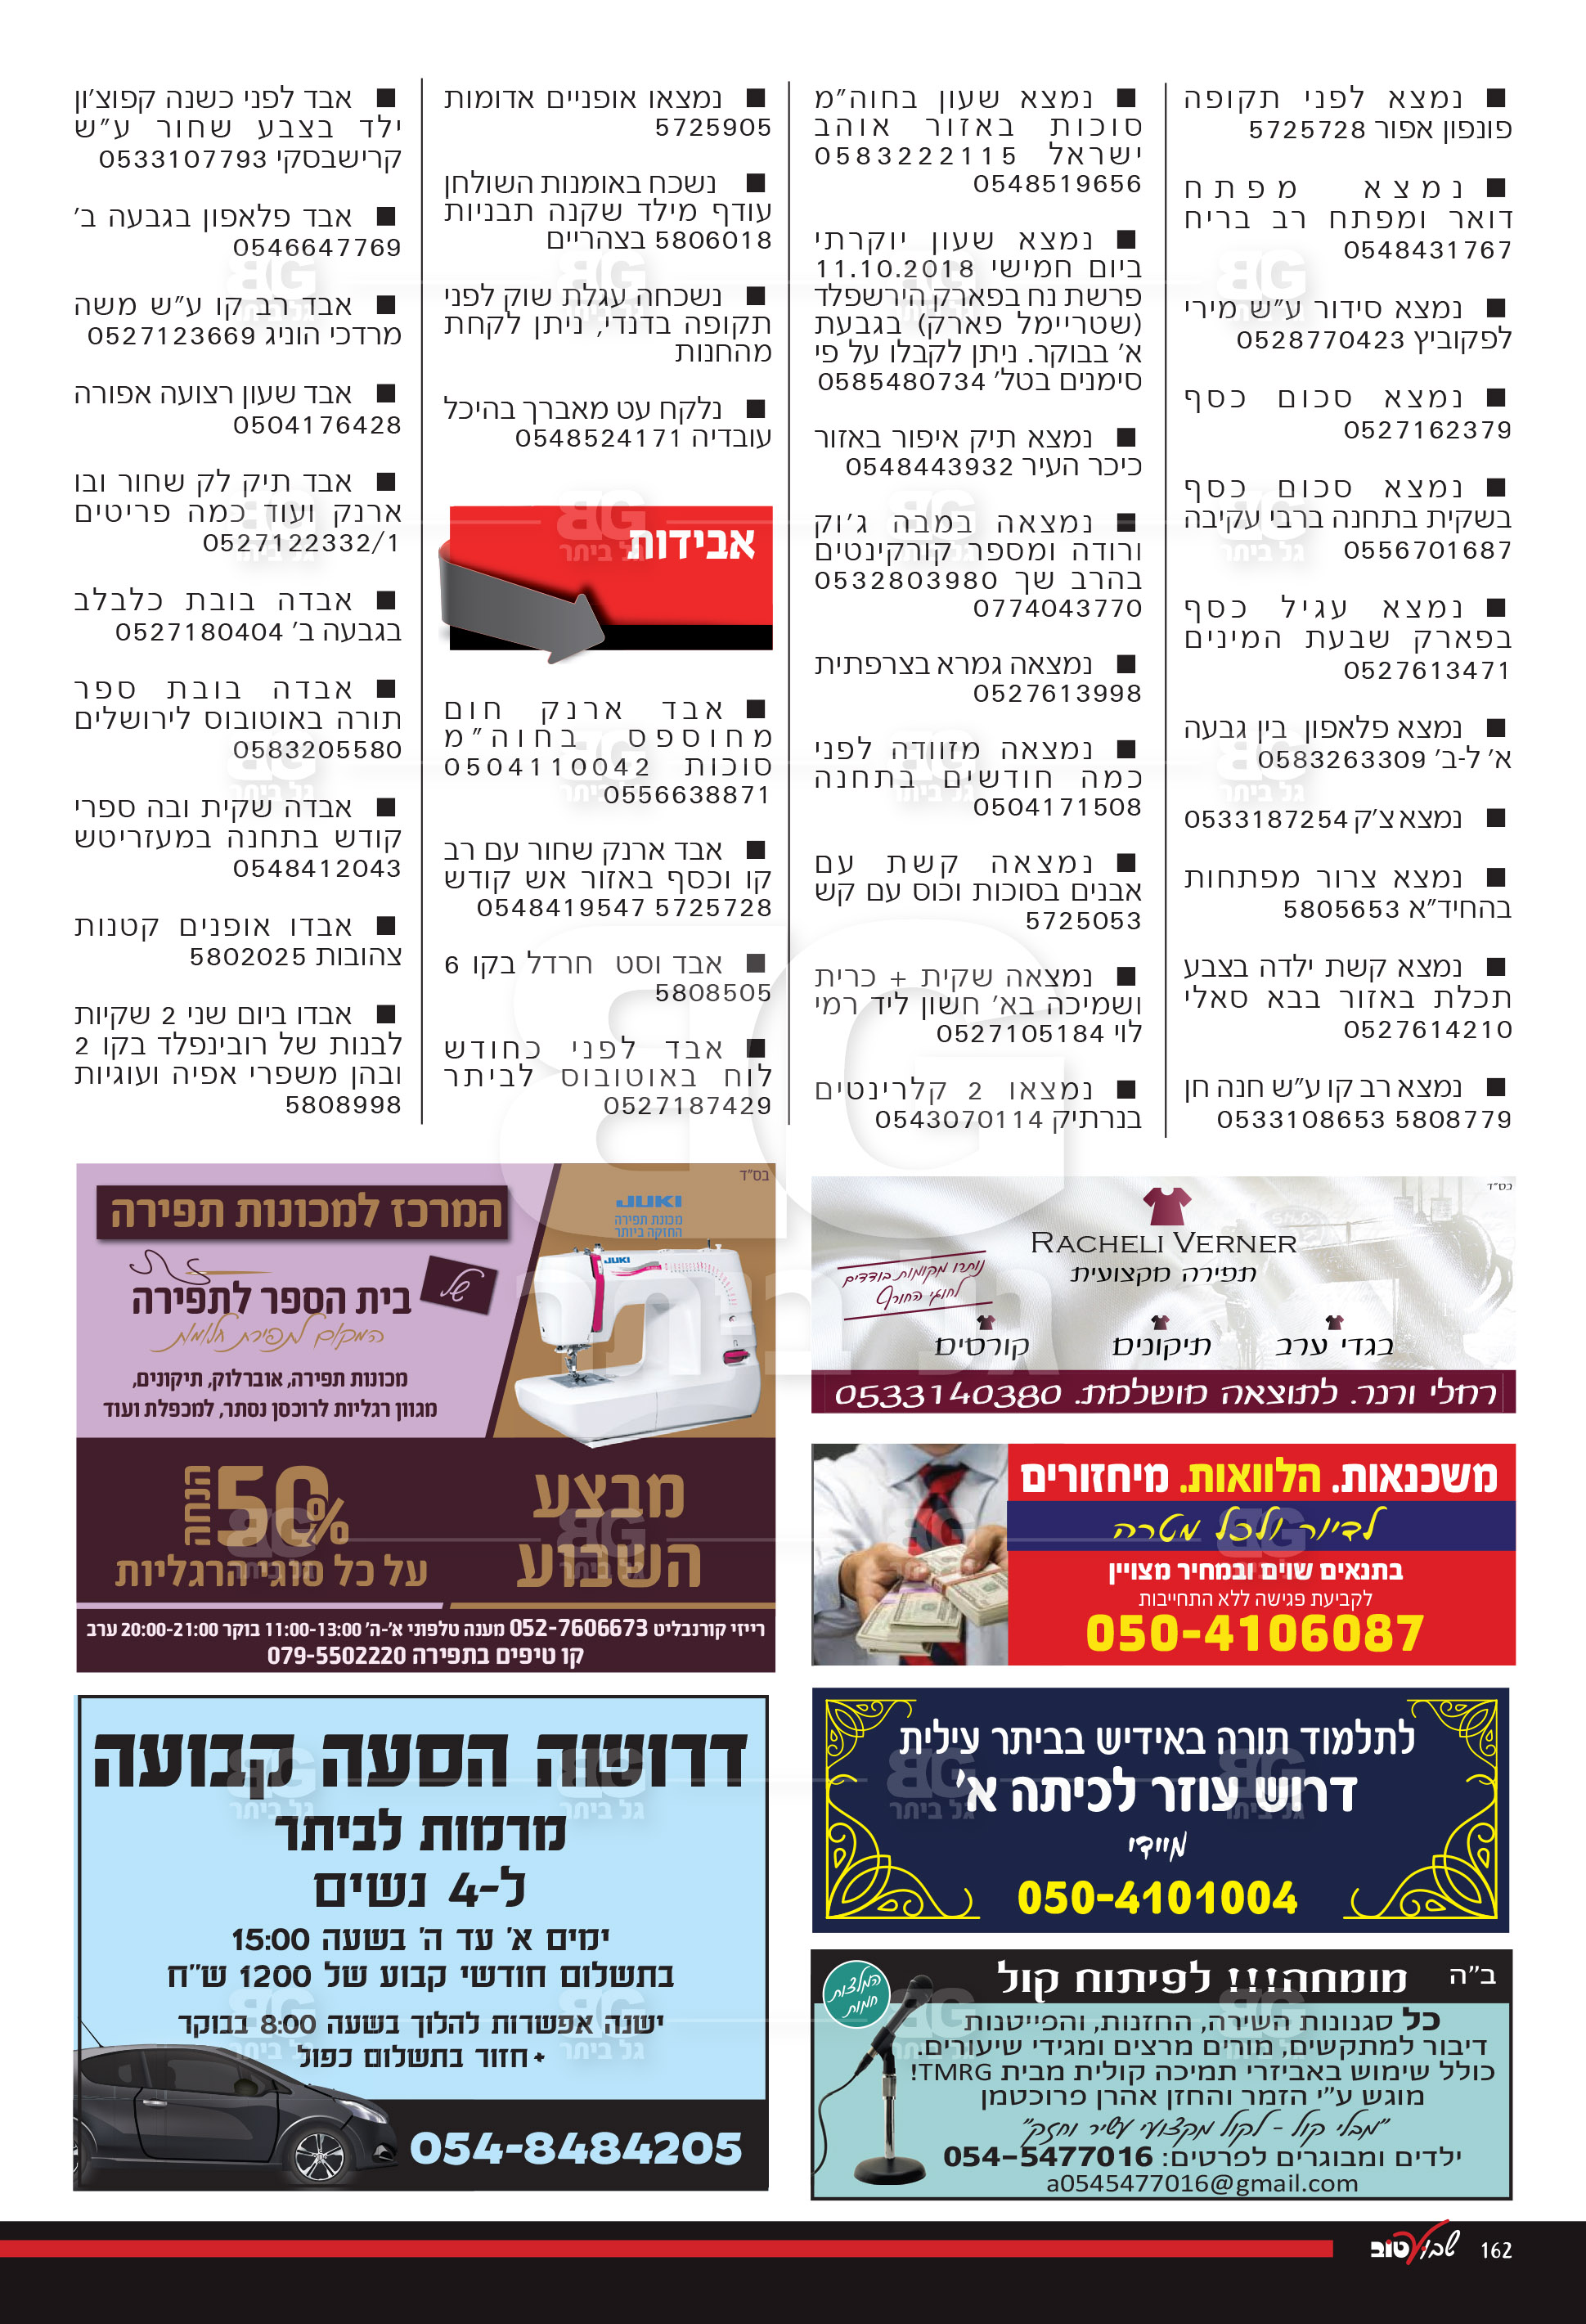 ■ נמצא לפני תקופה
פונפון אפור 5725728
■ נמצא מפתח
דואר ומפתח רב בריח
0548431767
■ נמצא סידור ע"ש מירי
לפקוביץ 0528770423
■ נמצא סכום כסף
0527162379
■ נמצא סכום כסף
בשקית בתחנה ברבי עקיבה
0556701687
■ נמצא עגיל כסף
בפארק שבעת המינים
0527613471
■ נמצא פלאפון בין גבעה
א' ל-ב' 0583263309
■ נמצא צ'ק 0533187254
■ נמצא צרור מפתחות
בהחיד"א 5805653
■ נמצא קשת ילדה בצבע
תכלת באזור בבא סאלי
0527614210
■ נמצא רב קו ע"ש חנה חן
0533108653 5808779
■ נמצא שעון בחוה"מ
סוכות באזור אוהב
ישראל 0583222115
0548519656
■ נמצא שעון יוקרתי
ביום חמישי 11.10.2018
פרשת נח בפארק הירשפלד
(שטריימל פארק) בגבעת
א' בבוקר. ניתן לקבלו על פי
סימנים בטל' 0585480734
■ נמצא תיק איפור באזור
כיכר העיר 0548443932
■ נמצאה במבה ג'וק
ורודה ומספר קורקינטים
בהרב שך 0532803980
0774043770
■ נמצאה גמרא בצרפתית
0527613998
■ נמצאה מזוודה לפני
כמה חודשים בתחנה
0504171508
■ נמצאה קשת עם
אבנים בסוכות וכוס עם קש
5725053
■ נמצאה שקית + כרית
ושמיכה בא' חשון ליד רמי
לוי 0527105184
■ נמצאו 2 קלרינטים
בנרתיק 0543070114
■ נמצאו אופניים אדומות
5725905
■ נשכח באומנות השולחן
עודף מילד שקנה תבניות
5806018 בצהריים
■ נשכחה עגלת שוק לפני
תקופה בדנדי, ניתן לקחת
מהחנות
■ נלקח עט מאברך בהיכל
עובדיה 0548524171
אבידות
■ אבד ארנק חום
מחוספס בחוה"מ
סוכות 0504110042
0556638871
■ אבד ארנק שחור עם רב
קו וכסף באזור אש קודש
0548419547 5725728
■ אבד וסט חרדל בקו 6
5808505
■ אבד לפני כחודש
לוח באוטובוס לביתר
0527187429
■ אבד לפני כשנה קפוצ'ון
ילד בצבע שחור ע"ש
קרישבסקי 0533107793
■ אבד פלאפון בגבעה ב'
0546647769
■ אבד רב קו ע"ש משה
מרדכי הוניג 0527123669
■ אבד שעון רצועה אפורה
0504176428
■ אבד תיק לק שחור ובו
ארנק ועוד כמה פריטים
0527122332/1
■ אבדה בובת כלבלב
בגבעה ב' 0527180404
■ אבדה בובת ספר
תורה באוטובוס לירושלים
0583205580
■ אבדה שקית ובה ספרי
קודש בתחנה במעזריטש
0548412043
■ אבדו אופנים קטנות
צהובות 5802025
■ אבדו ביום שני 2 שקיות
לבנות של רובינפלד בקו 2
ובהן משפרי אפיה ועוגיות
5808998
בס"ד
RACHELI VERNER
תפירה מקצועית
נותרו מקומות בודדים
לחוגי החורף
בגדי ערב
תיקונים
קורסים
רחלי ורנר. לתוצאה מושלמת. 0533140380
משכנאות. הלוואות. מיחזורים
לדיור ולכל מטרה
בתנאים שווים ובמחיר מצויין
לקביעת פגישה ללא התחייבות
050-4106087
לתלמוד תורה באידיש בביתר עילית
דרוש עוזר לכיתה א'
מיידי
050-4101004
ב"ה
מומחה!!! לפיתוח קול
המלצות
חמות
כל סגנונות השירה, החזנות, והפייטנות
דיבור למתקשים, מורים מרצים ומגידי שיעורים.
כולל שימוש באביזרי תמיכה קולית מבית TMRG!
מוגש ע"י הזמר והחזן אהרן פרוכטמן
"מבלי קול - לקול מקצועי עשיר וחזק"
ילדים ומבוגרים לפרטים: 054-5477016
a0545477016@gmail.com
בס"ד
המרכז למכונות תפירה
JUKI
מכונת תפירה
החזקה ביותר
JUKI
של
בית הספר לתפירה
המקום לתפירת חלומות
מכונות תפירה, אוברלוק, תיקונים,
מגוון רגליות לרוכסן נסתר, למכפלת ועוד
מבצע
השבוע
50%
הנחה
על כל סוגי הרגליות
רייזי קורנבליט 052-7606673 מענה טלפוני א'-ה' 11:00-13:00 בוקר 20:00-21:00 ערב
קו טיפים בתפירה 079-5502220
דרושה הסעה קבועה
מרמות לביתר
ל-4 נשים
ימים א' עד ה' בשעה 15:00
בתשלום חודשי קבוע של 1200 ש"ח
ישנה אפשרות להלוך בשעה 8:00 בבוקר
+ חזור בתשלום כפול
054-8484205
שבוע טוב 162
BG
גל ביתר